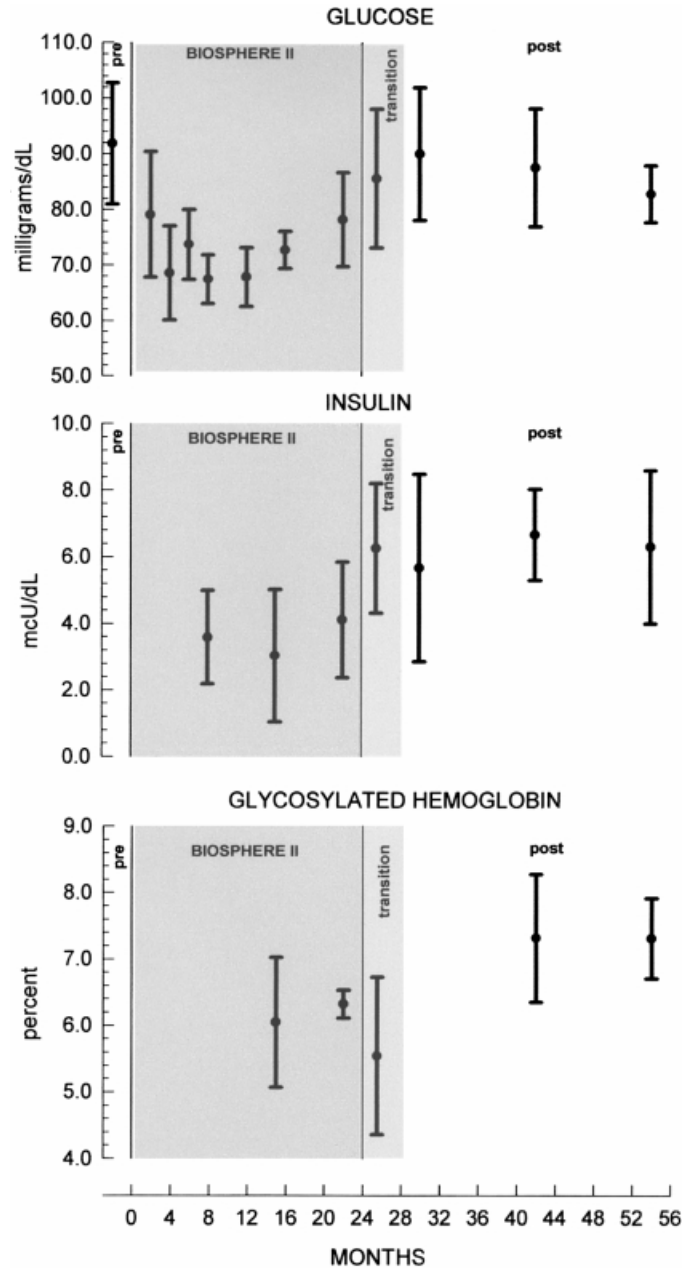 GLUCOSE
110.0
100.0
90.0
80.0
70.0
60.0
50.0
milligrams/dL
pre
BIOSPHERE II
transition
post
INSULIN
10.0
8.0
6.0
4.0
2.0
0.0
mcU/dL
pre
BIOSPHERE II
transition
post
GLYCOSYLATED HEMOGLOBIN
9.0
8.0
7.0
6.0
5.0
4.0
percent
pre
BIOSPHERE II
transition
post
0 4 8 12 16 20 24 28 32 36 40 44 48 52 56
MONTHS